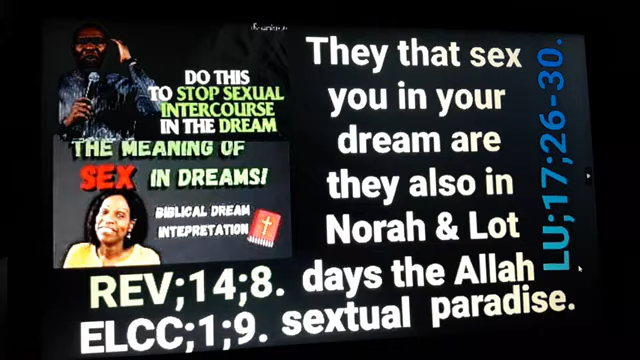 DO THIS
TO STOP SEXUAL
INTERCOURSE
IN THE DREAM
THE MEANING OF
SEX IN DREAMS!
BIBLICAL DREAM
INTEPRETATION
They that sex
you in your
dream are
they also in
Norah & Lot
REV;14;8. days the Allah
ELCC;1;9. sextual paradise.
LU;17;26-30.